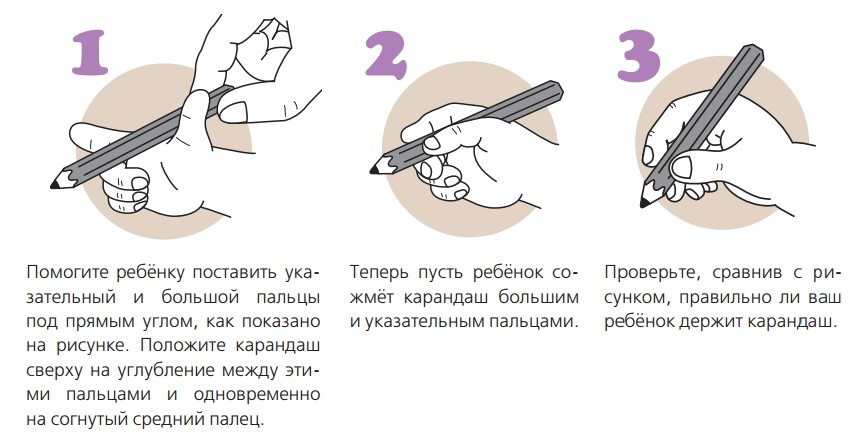 1
Помогите ребёнку поставить ука-
зательный и большой пальцы
под прямым углом, как показано
на рисунке. Положите карандаш
сверху на углубление между эти-
ми пальцами и одновременно
на согнутый средний палец.
2
Теперь пусть ребёнок со-
жмёт карандаш большим
и указательным пальцами.
3
Проверьте, сравнив с ри-
сунком, правильно ли ваш
ребёнок держит карандаш.